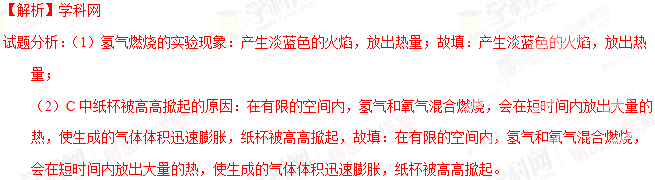 【解析】学科网
试题分析：（1）氢气燃烧的实验现象：产生淡蓝色的火焰，放出热量；故填：产生淡蓝色的火焰，放出热
量；
（2）C中纸杯被高高掀起的原因：在有限的空间内，氢气和氧气混合燃烧，会在短时间内放出大量的
热，使生成的气体体积迅速膨胀，纸杯被高高掀起，故填：在有限的空间内，氢气和氧气混合燃烧，
会在短时间内放出大量的热，使生成的气体体积迅速膨胀，纸杯被高高掀起。